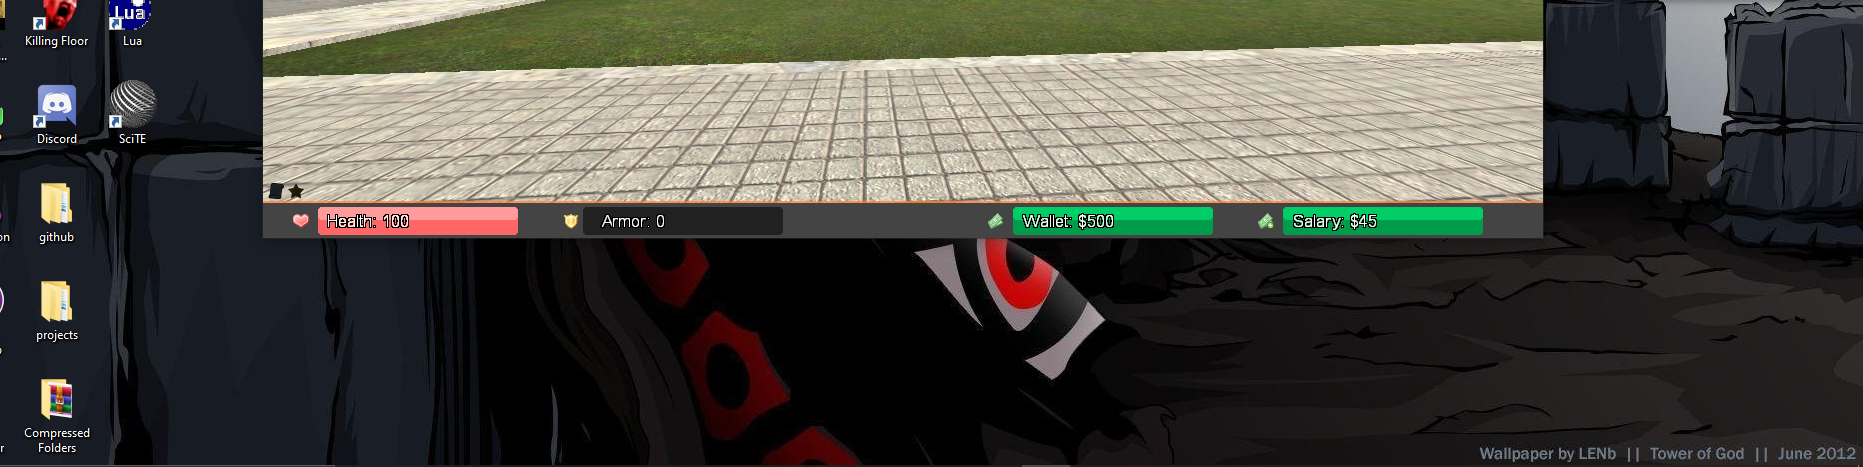 Killing Floor
Lua
Lua
...
Discord
SciTE
github
on
projects
Compressed
Folders
r
Health: 100
Armor: 0
Wallet: $500
Salary: $45
Wallpaper by LENb || Tower of God || June 2012